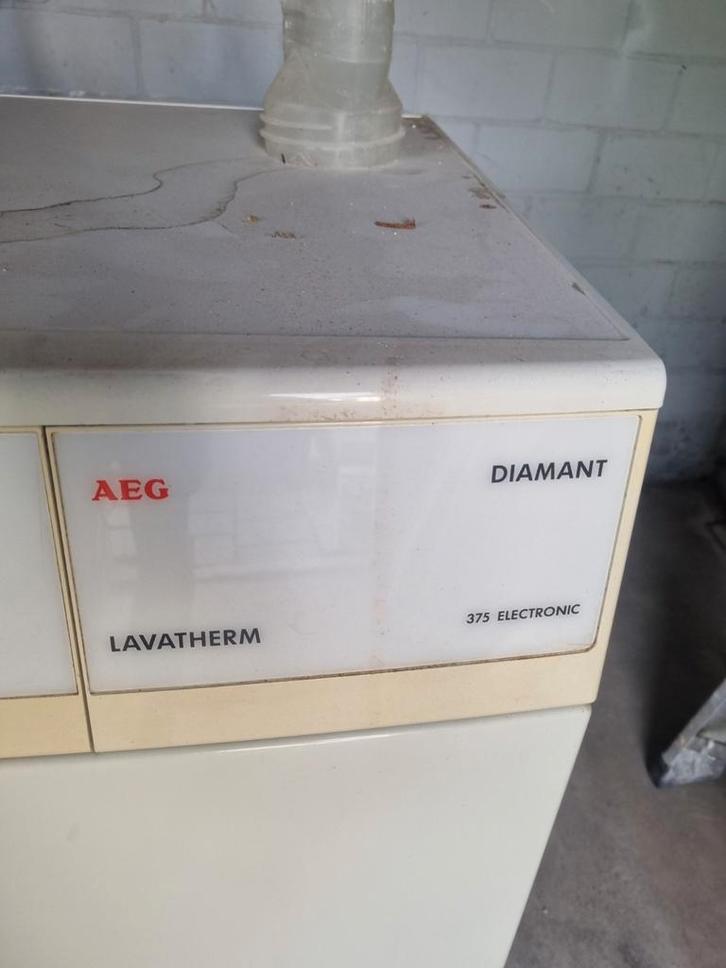 AEG
DIAMANT
LAVATHERM
375 ELECTRONIC